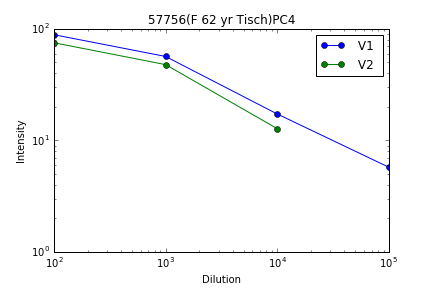 57756(F 62 yr Tisch)PC4
10²
V1
V2
Intensity
10¹
10⁰
10² 10³ 10⁴ 10⁵
Dilution